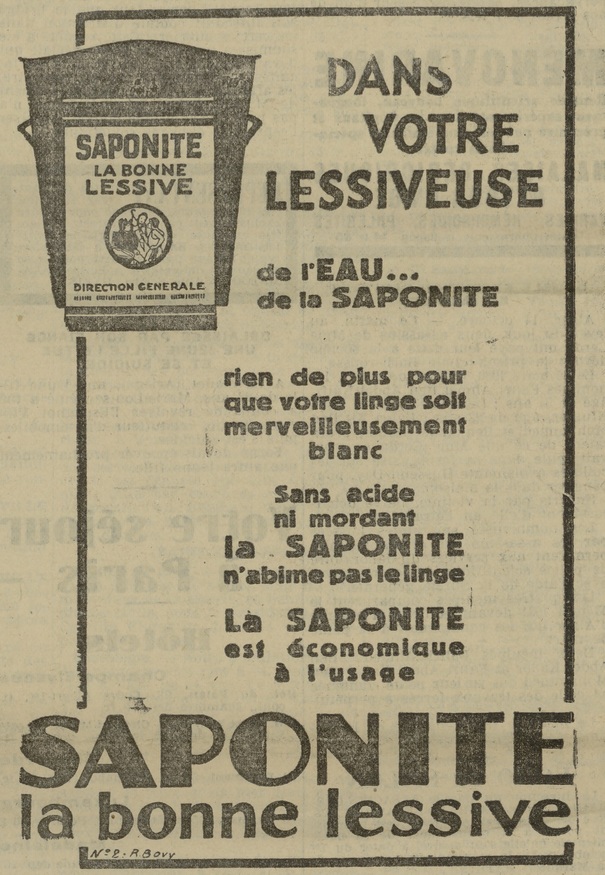 SAPONITE
LA BONNE
LESSIVE
DIRECTION GENERALE
DANS
VOTRE
LESSIVEUSE
de l'EAU...
de la SAPONITE
rien de plus pour
que votre linge soit
merveilleusement
blanc
Sans acide
ni mordant
la SAPONITE
n'abime pas le linge
La SAPONITE
est économique
à l'usage
SAPONITE
la bonne lessive
No 2 - R Bovy